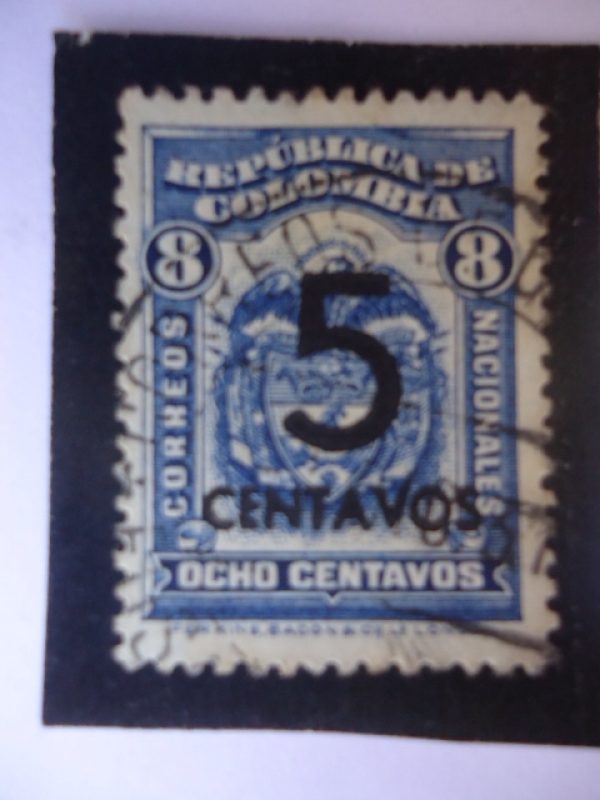 REPÚBLICA DE
COLOMBIA
8 8
CORREOS
NACIONALES
5
CENTAVOS
OCHO CENTAVOS